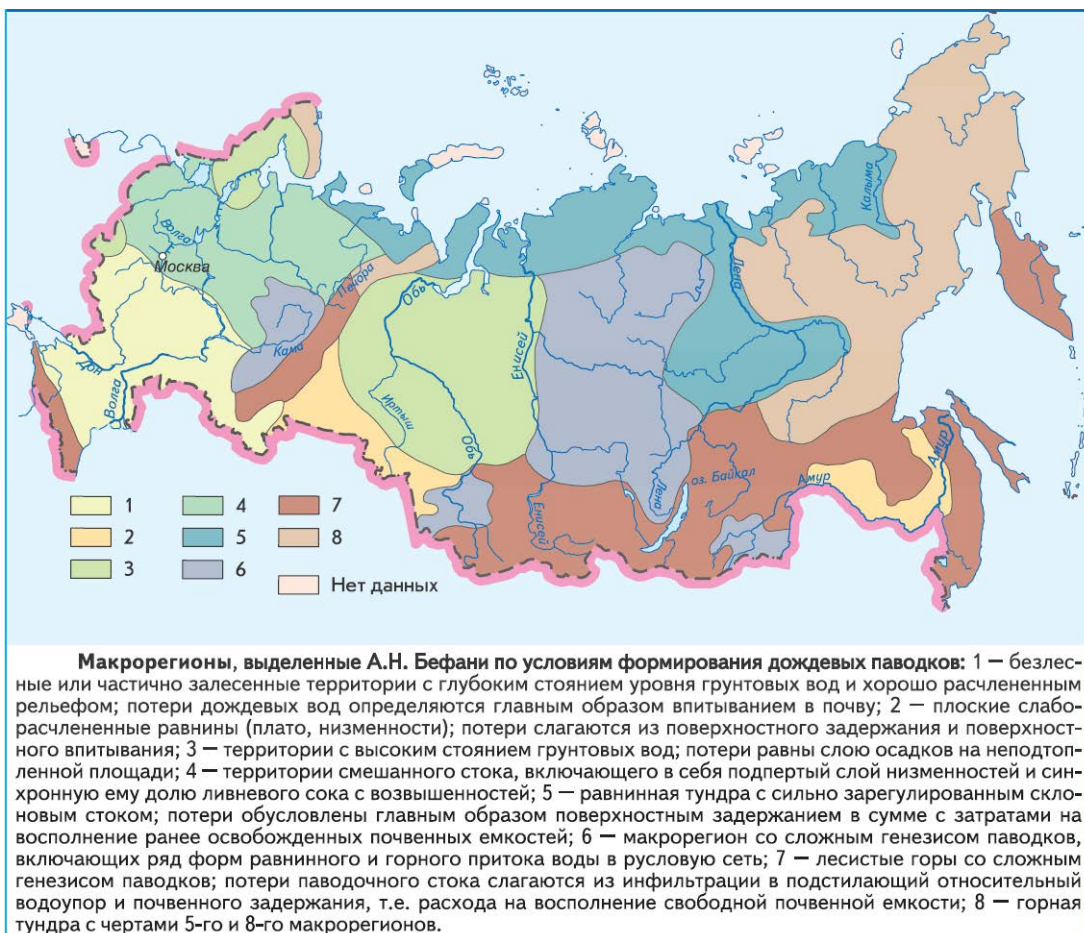 Волга
Москва
Печора
Обь
Енисей
Лена
Колыма
Кама
Дон
Волга
Иртыш
Обь
Енисей
Лена
оз. Байкал
Амур
Амур
1
2
3
4
5
6
7
8
Нет данных
Макрорегионы, выделенные А.Н. Бефани по условиям формирования дождевых паводков: 1 — безлес-
ные или частично залесенные территории с глубоким стоянием уровня грунтовых вод и хорошо расчлененным
рельефом; потери дождевых вод определяются главным образом впитыванием в почву; 2 — плоские слабо-
расчлененные равнины (плато, низменности); потери слагаются из поверхностного задержания и поверхност-
ного впитывания; 3 — территории с высоким стоянием грунтовых вод; потери равны слою осадков на неподтоп-
ленной площади; 4 — территории смешанного стока, включающего в себя подпертый слой низменностей и син-
хронную ему долю ливневого сока с возвышенностей; 5 — равнинная тундра с сильно зарегулированным скло-
новым стоком; потери обусловлены главным образом поверхностным задержанием в сумме с затратами на
восполнение ранее освобожденных почвенных емкостей; 6 — макрорегион со сложным генезисом паводков,
включающих ряд форм равнинного и горного притока воды в русловую сеть; 7 — лесистые горы со сложным
генезисом паводков; потери паводочного стока слагаются из инфильтрации в подстилающий относительный
водоупор и почвенного задержания, т.е. расхода на восполнение свободной почвенной емкости; 8 — горная
тундра с чертами 5-го и 8-го макрорегионов.